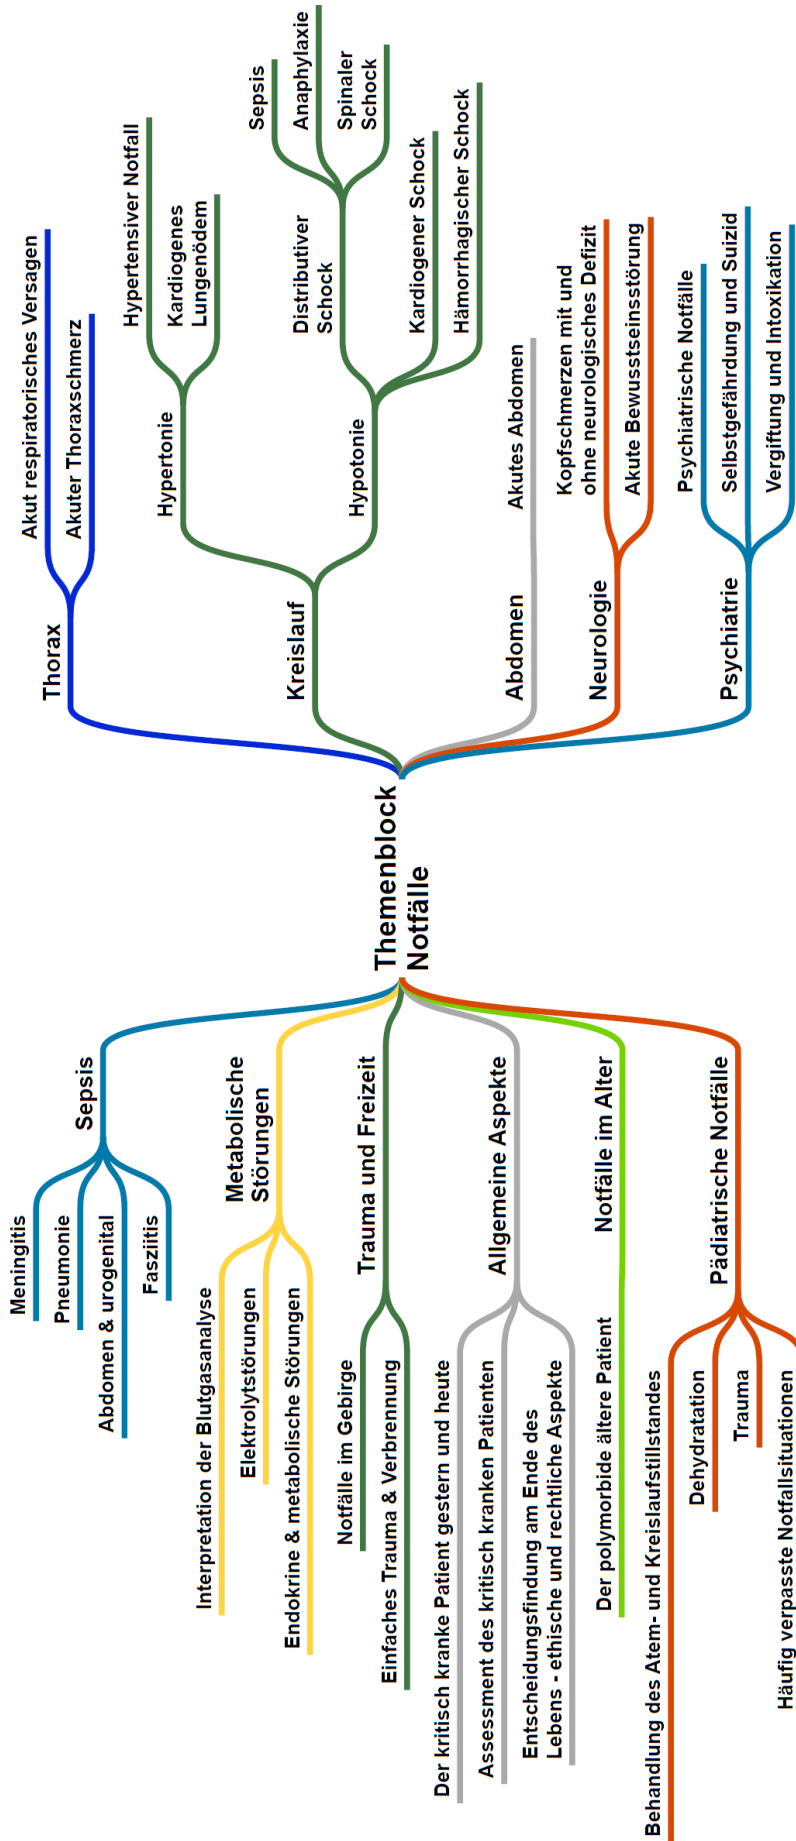 Themenblock
Notfälle
Thorax
Akut respiratorisches Versagen
Akuter Thoraxschmerz
Kreislauf
Hypertonie
Hypertensiver Notfall
Kardiogenes
Lungenödem
Hypotonie
Distributiver
Schock
Sepsis
Anaphylaxie
Spinaler
Schock
Kardiogener Schock
Hämorrhagischer Schock
Abdomen
Akutes Abdomen
Neurologie
Kopfschmerzen mit und
ohne neurologisches Defizit
Akute Bewusstseinsstörung
Psychiatrie
Psychiatrische Notfälle
Selbstgefährdung und Suizid
Vergiftung und Intoxikation
Sepsis
Meningitis
Pneumonie
Abdomen & urogenital
Fasziitis
Metabolische
Störungen
Interpretation der Blutgasanalyse
Elektrolytstörungen
Endokrine & metabolische Störungen
Trauma und Freizeit
Notfälle im Gebirge
Einfaches Trauma & Verbrennung
Allgemeine Aspekte
Der kritisch kranke Patient gestern und heute
Assessment des kritisch kranken Patienten
Entscheidungsfindung am Ende des
Lebens - ethische und rechtliche Aspekte
Notfälle im Alter
Der polymorbide ältere Patient
Pädiatrische Notfälle
Behandlung des Atem- und Kreislaufstillstandes
Dehydratation
Trauma
Häufig verpasste Notfallsituationen